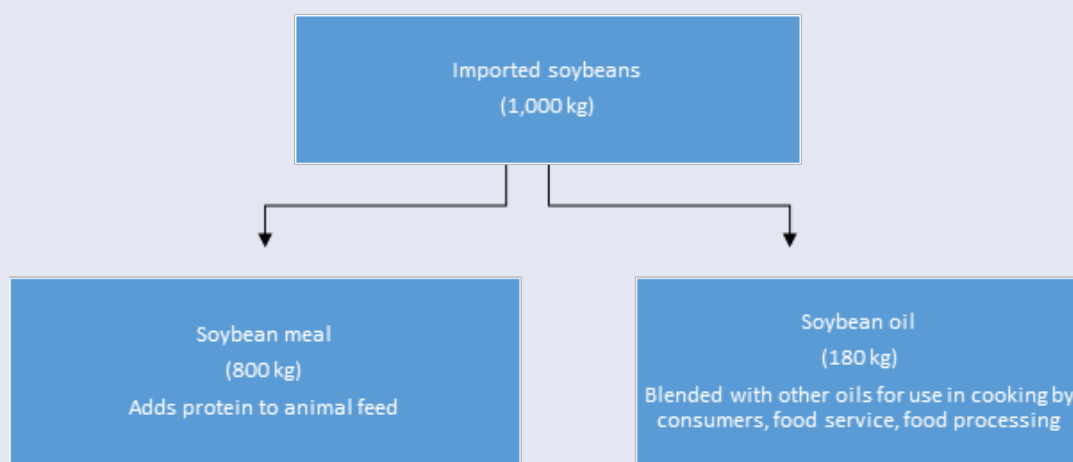 Imported soybeans
(1,000 kg)
Soybean meal
(800 kg)
Adds protein to animal feed
Soybean oil
(180 kg)
Blended with other oils for use in cooking by
consumers, food service, food processing